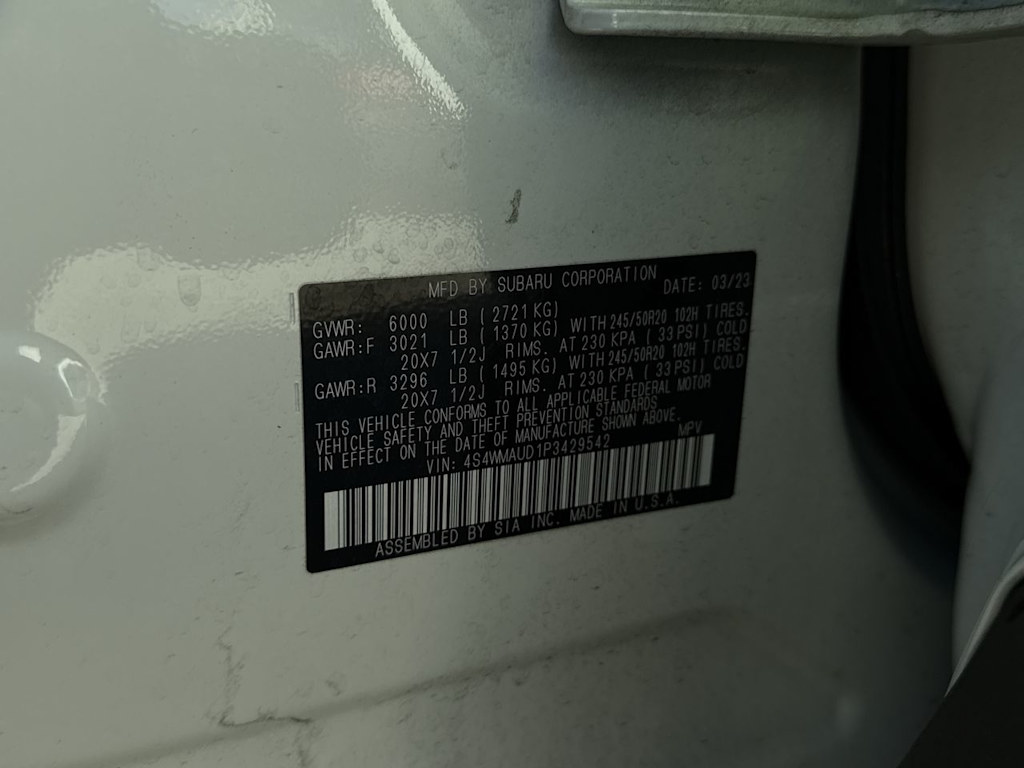 MFD BY SUBARU CORPORATION DATE: 03/23
GVWR: 6000 LB ( 2721 KG)
GAWR:F 3021 LB ( 1370 KG) WITH 245/50R20 102H TIRES.
20X7 1/2J RIMS. AT 230 KPA ( 33 PSI) COLD
GAWR:R 3296 LB ( 1495 KG) WITH 245/50R20 102H TIRES.
20X7 1/2J RIMS. AT 230 KPA ( 33 PSI) COLD
THIS VEHICLE CONFORMS TO ALL APPLICABLE FEDERAL MOTOR
VEHICLE SAFETY AND THEFT PREVENTION STANDARDS
IN EFFECT ON THE DATE OF MANUFACTURE SHOWN ABOVE.
VIN: 4S4WMAUD1P3429542 MPV
ASSEMBLED BY SIA INC. MADE IN U.S.A.